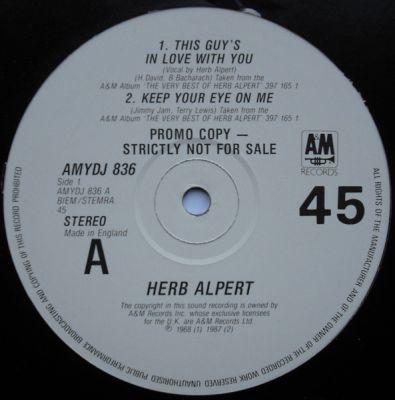 1. THIS GUY'S
IN LOVE WITH YOU
(Vocal by Herb Alpert)
(H. David, B Bacharach) Taken from the
A&M Album 'THE VERY BEST OF HERB ALPERT' 397 165 1
2. KEEP YOUR EYE ON ME
(Jimmy Jam, Terry Lewis) Taken from the
A&M Album 'THE VERY BEST OF HERB ALPERT' 397 165 1
PROMO COPY —
STRICTLY NOT FOR SALE
AMYDJ 836
Side 1
AMYDJ 836 A
BIEM/STEMRA
45
STEREO
Made in England
A
A&M
RECORDS
45
HERB ALPERT
The copyright in this sound recording is owned by
A&M Records Inc. whose exclusive licensees
for the U.K. are A&M Records Ltd.
℗ 1968 (1) 1987 (2)
ALL RIGHTS OF THE MANUFACTURER AND OF THE OWNER OF THE RECORDED WORK RESERVED UNAUTHORISED PUBLIC PERFORMANCE BROADCASTING AND COPYING OF THIS RECORD PROHIBITED